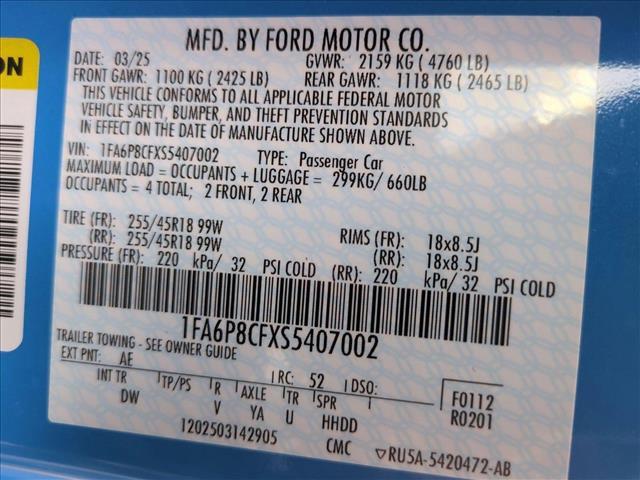 ON
MFD. BY FORD MOTOR CO.
DATE: 03/25 GVWR: 2159 KG ( 4760 LB)
FRONT GAWR: 1100 KG ( 2425 LB) REAR GAWR: 1118 KG ( 2465 LB)
THIS VEHICLE CONFORMS TO ALL APPLICABLE FEDERAL MOTOR
VEHICLE SAFETY, BUMPER, AND THEFT PREVENTION STANDARDS
IN EFFECT ON THE DATE OF MANUFACTURE SHOWN ABOVE.
VIN: 1FA6P8CFXS5407002 TYPE: Passenger Car
MAXIMUM LOAD = OCCUPANTS + LUGGAGE = 299KG/ 660LB
OCCUPANTS = 4 TOTAL; 2 FRONT, 2 REAR
TIRE (FR): 255/45R18 99W RIMS (FR): 18x8.5J
(RR): 255/45R18 99W (RR): 18x8.5J
PRESSURE (FR): 220 kPa/ 32 PSI COLD (RR): 220 kPa/ 32 PSI COLD
1FA6P8CFXS5407002
TRAILER TOWING - SEE OWNER GUIDE
EXT PNT: AE RC: 52 DSO: F0112
INT TR TP/PS R AXLE TR SPR R0201
DW V YA U HHDD
1202503142905 CMC ▽RU5A-5420472-AB